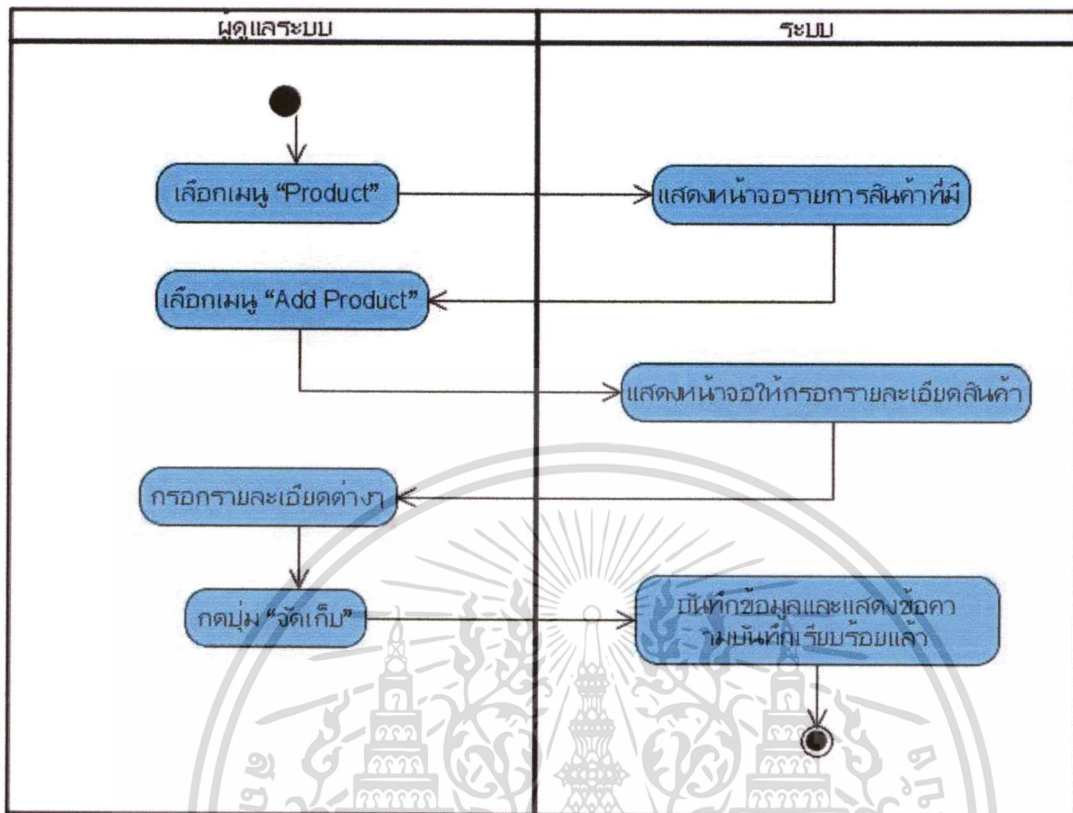 ผู้ดูแลระบบ
ระบบ
เลือกเมนู “Product”
แสดงหน้าจอรายการสินค้าที่มี
เลือกเมนู “Add Product”
แสดงหน้าจอให้กรอกรายละเอียดสินค้า
กรอกรายละเอียดต่างๆ
กดปุ่ม “จัดเก็บ”
บันทึกข้อมูลและแสดงข้อคว
ามบันทึกเรียบร้อยแล้ว